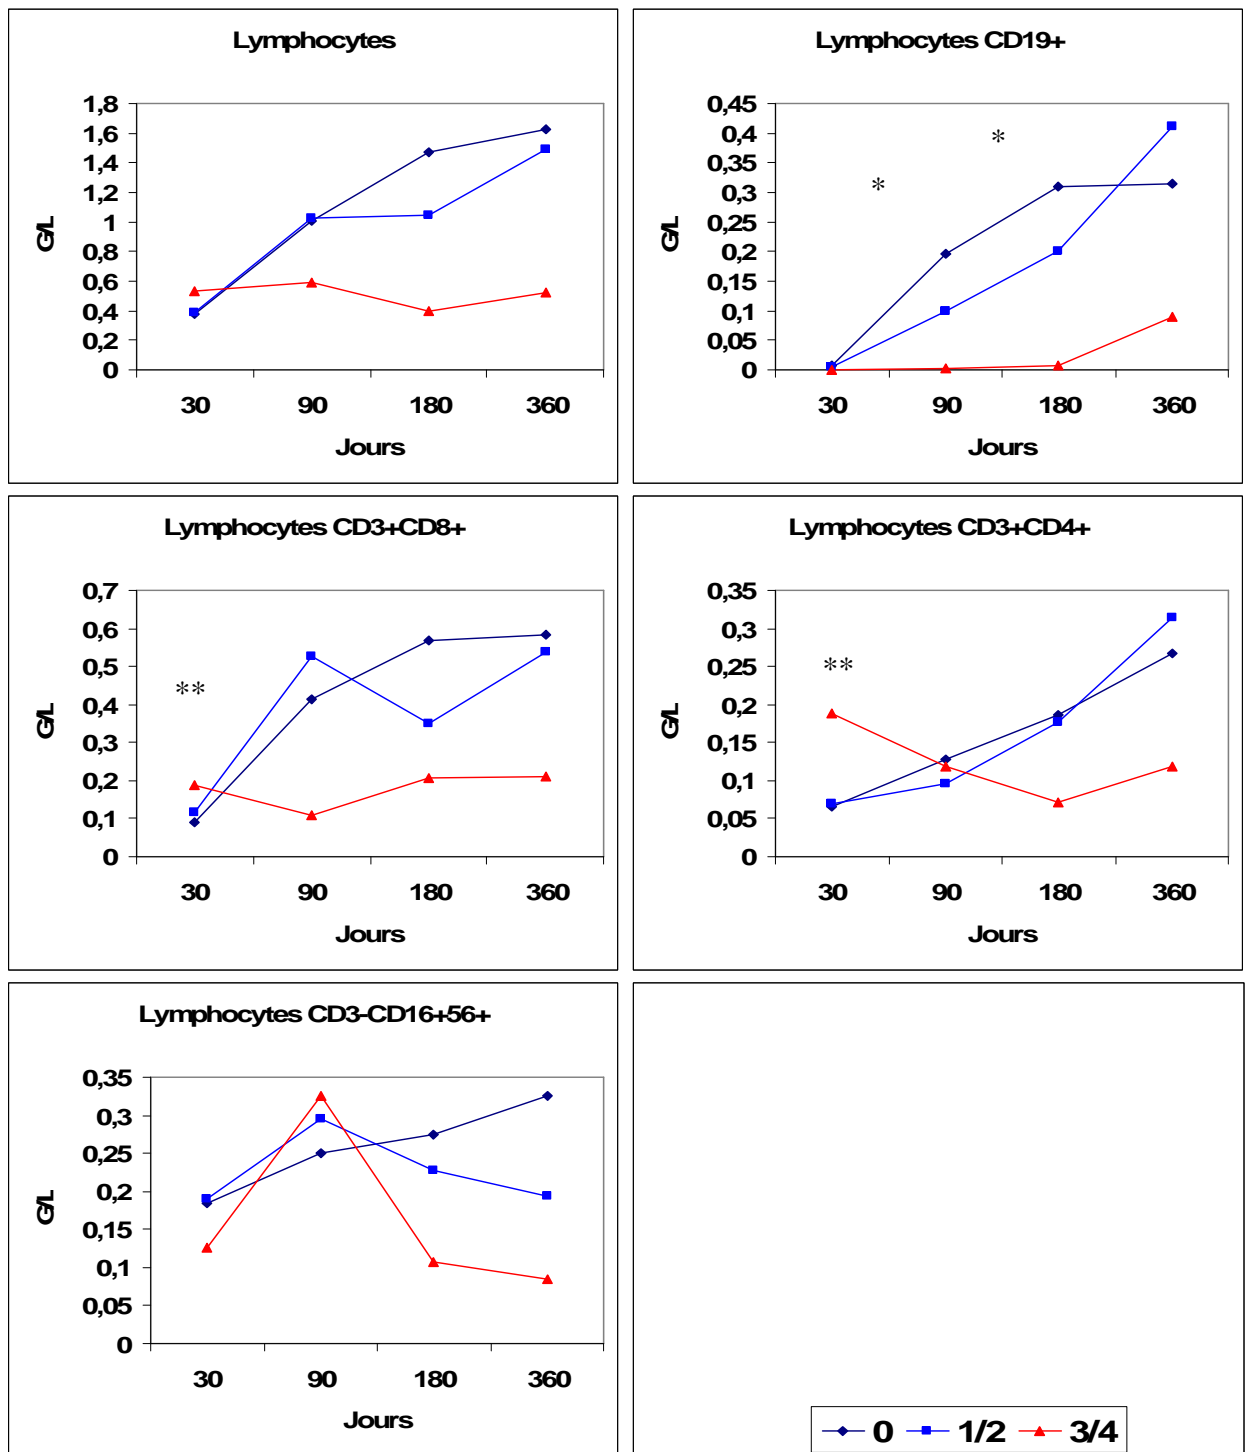 Lymphocytes
1,8
1,6
1,4
1,2
1
0,8
0,6
0,4
0,2
0
G/L
30 90 180 360
Jours
Lymphocytes CD19+
0,45
0,4
0,35
0,3
0,25
0,2
0,15
0,1
0,05
0
G/L
*
*
30 90 180 360
Jours
Lymphocytes CD3+CD8+
0,7
0,6
0,5
0,4
0,3
0,2
0,1
0
G/L
**
30 90 180 360
Jours
Lymphocytes CD3+CD4+
0,35
0,3
0,25
0,2
0,15
0,1
0,05
0
G/L
**
30 90 180 360
Jours
Lymphocytes CD3-CD16+56+
0,35
0,3
0,25
0,2
0,15
0,1
0,05
0
G/L
30 90 180 360
Jours
0 1/2 3/4